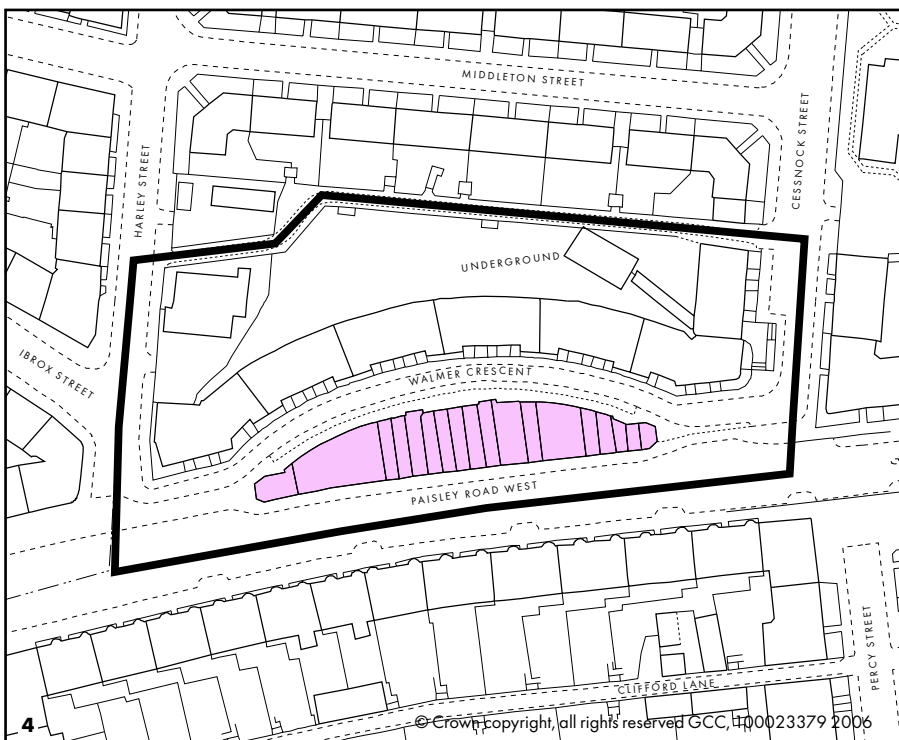 MIDDLETON STREET
CESSNOCK STREET
HARLEY STREET
UNDERGROUND
IBROX STREET
WALMER CRESCENT
PAISLEY ROAD WEST
PERCY STREET
CLIFFORD LANE
4
© Crown copyright, all rights reserved GCC, 100023379 2006